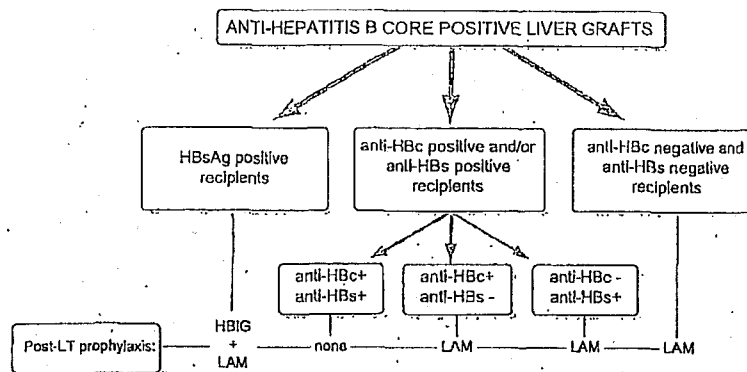 ANTI-HEPATITIS B CORE POSITIVE LIVER GRAFTS
HBsAg positive
recipients
anti-HBc positive and/or
anti-HBs positive
recipients
anti-HBc negative and
anti-HBs negative
recipients
anti-HBc+
anti-HBs+
anti-HBc+
anti-HBs -
anti-HBc -
anti-HBs+
Post-LT prophylaxis:
HBIG
+
LAM
none
LAM
LAM
LAM